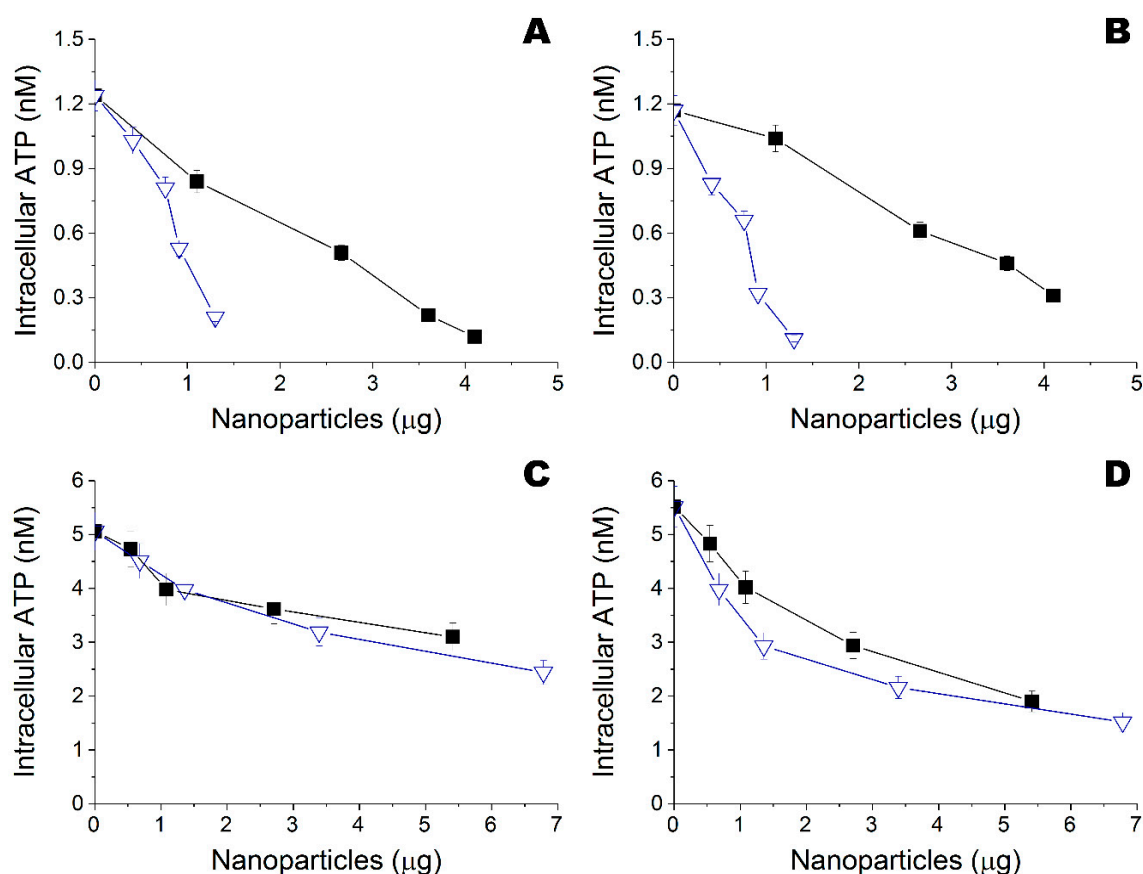 A
1.5
1.2
0.9
0.6
0.3
0.0
Intracellular ATP (nM)
0 1 2 3 4 5
Nanoparticles (μg)
B
1.5
1.2
0.9
0.6
0.3
0.0
Intracellular ATP (nM)
0 1 2 3 4 5
Nanoparticles (μg)
C
6
5
4
3
2
1
0
Intracellular ATP (nM)
0 1 2 3 4 5 6 7
Nanoparticles (μg)
D
6
5
4
3
2
1
0
Intracellular ATP (nM)
0 1 2 3 4 5 6 7
Nanoparticles (μg)